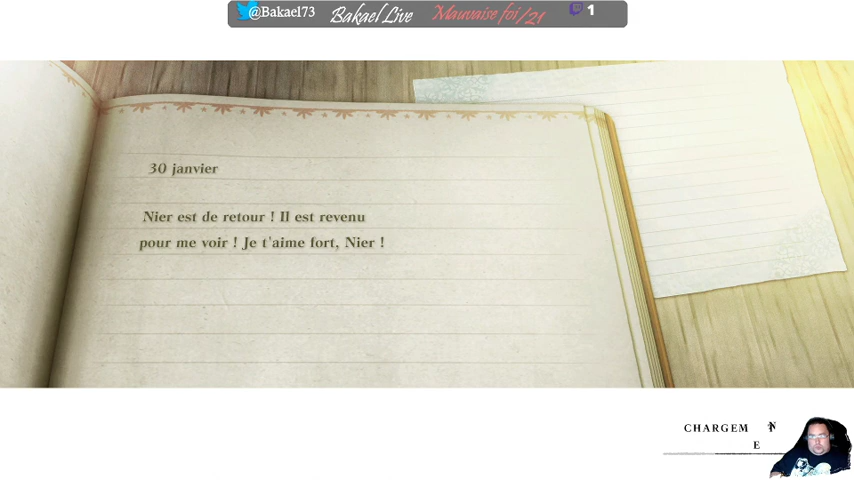 @Bakael73 Bakael Live Mauvaise foi/21 1
30 janvier
Nier est de retour ! Il est revenu
pour me voir ! Je t'aime fort, Nier !
CHARGEM N
E